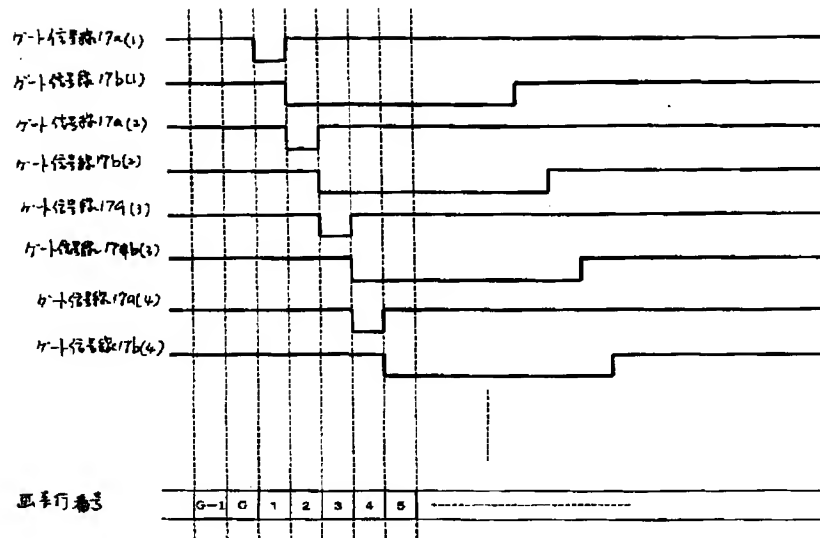 ゲート信号線17a(1)
ゲート信号線17b(1)
ゲート信号線17a(2)
ゲート信号線17b(2)
ゲート信号線17a(3)
ゲート信号線17b(3)
ゲート信号線17a(4)
ゲート信号線17b(4)
画素行番号 G-1 G 1 2 3 4 5